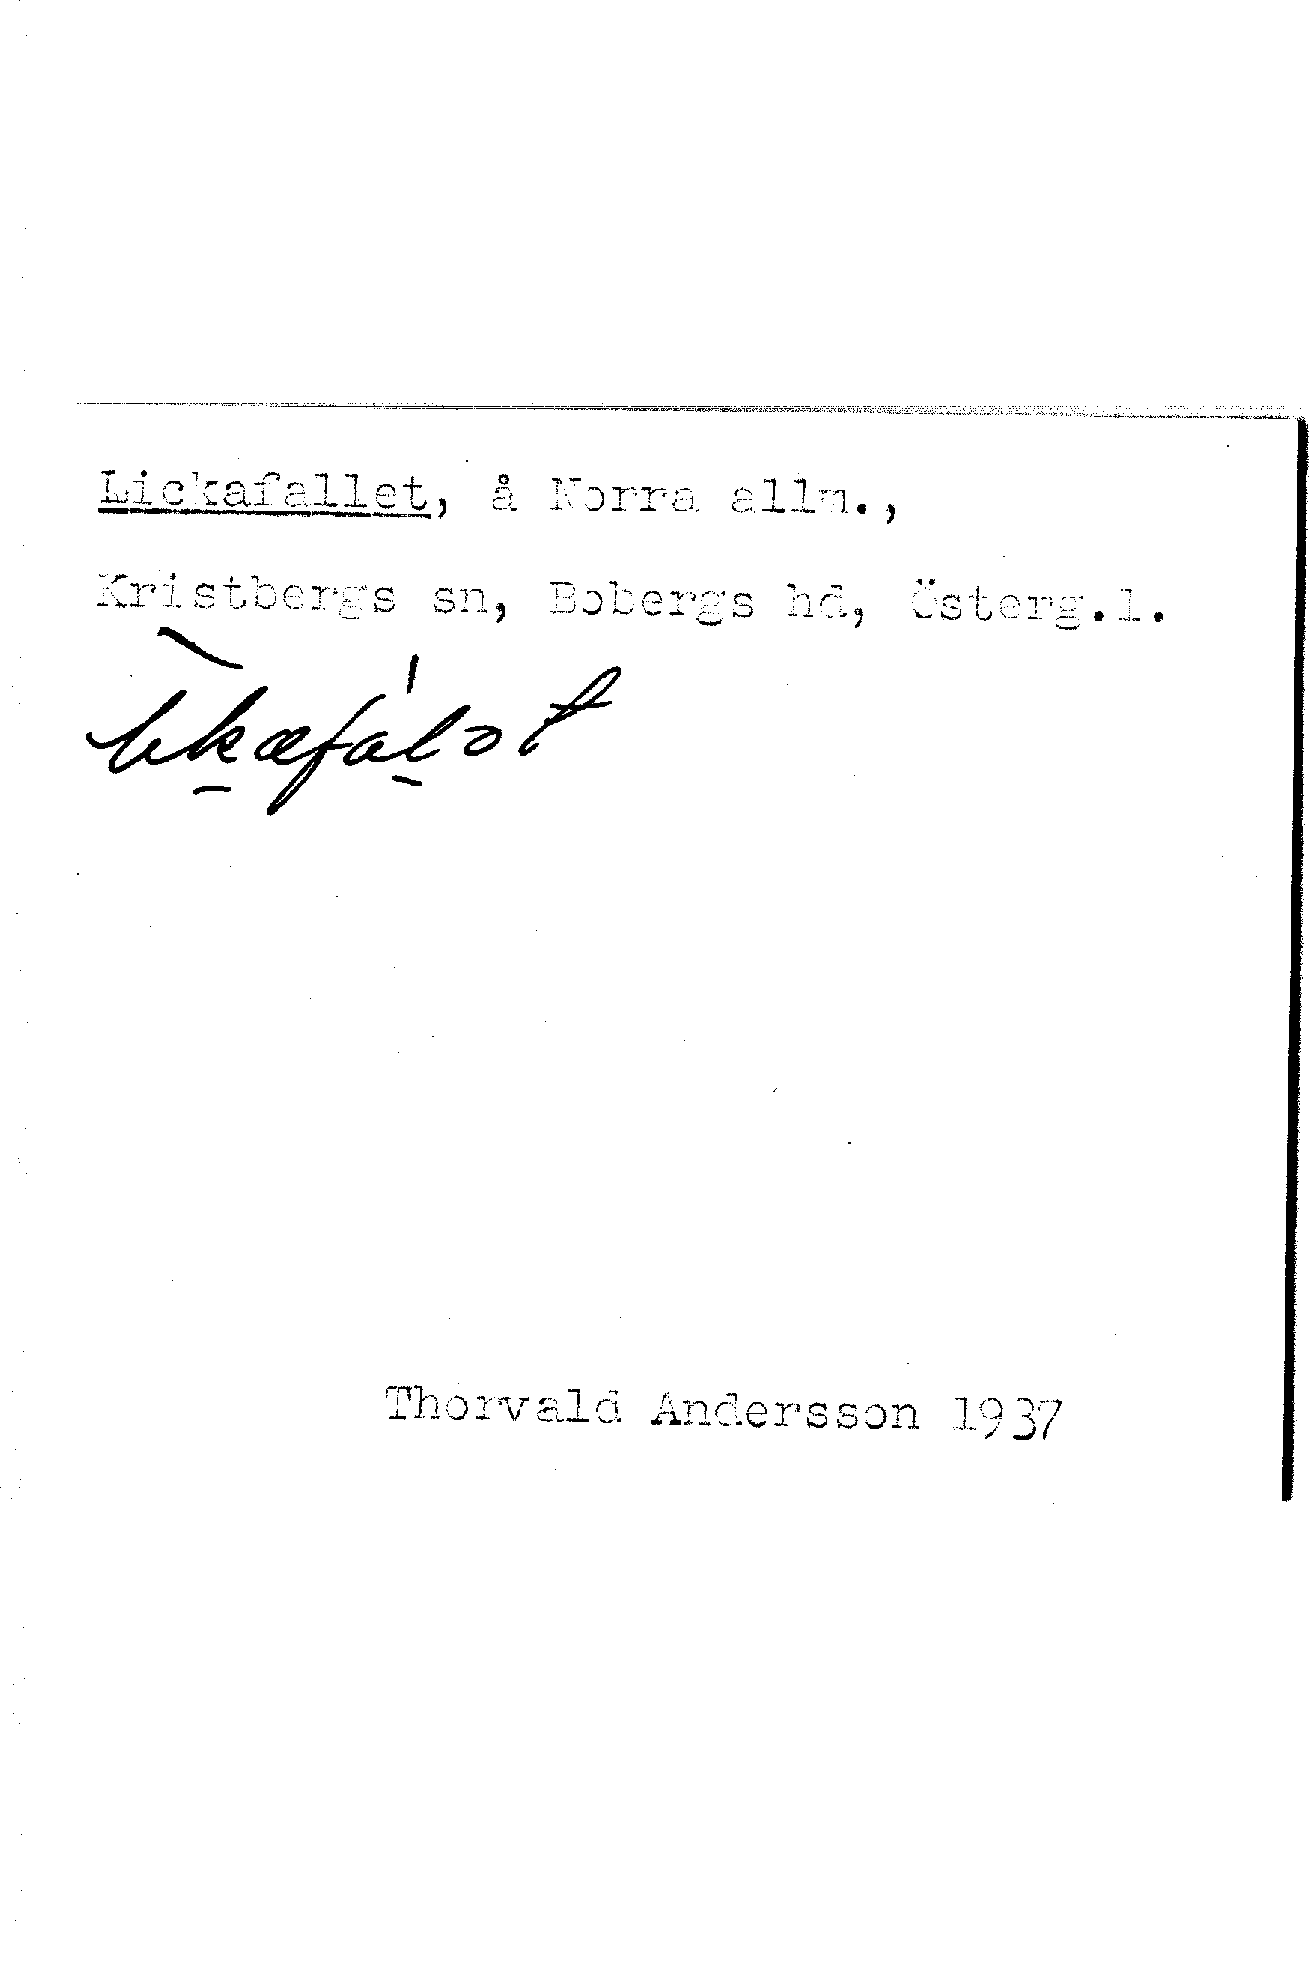 Lickafallet, å Norra allm.,
Kristbergs sn, Bobergs hd, Österg.l.
Thorvald Andersson 1937